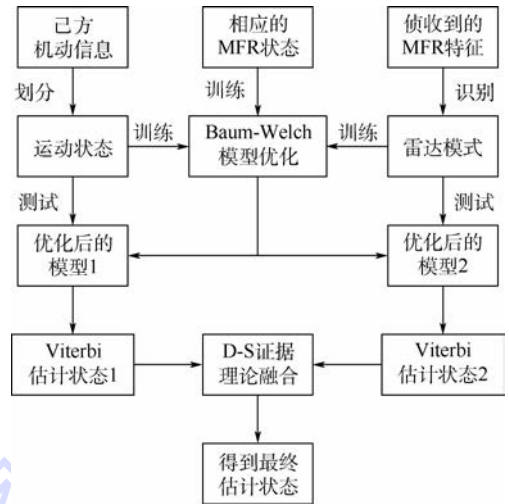 己方
机动信息
相应的
MFR状态
侦收到的
MFR特征
划分
训练
识别
运动状态
训练
Baum-Welch
模型优化
训练
雷达模式
测试
测试
优化后的
模型1
优化后的
模型2
Viterbi
估计状态1
D-S证据
理论融合
Viterbi
估计状态2
得到最终
估计状态